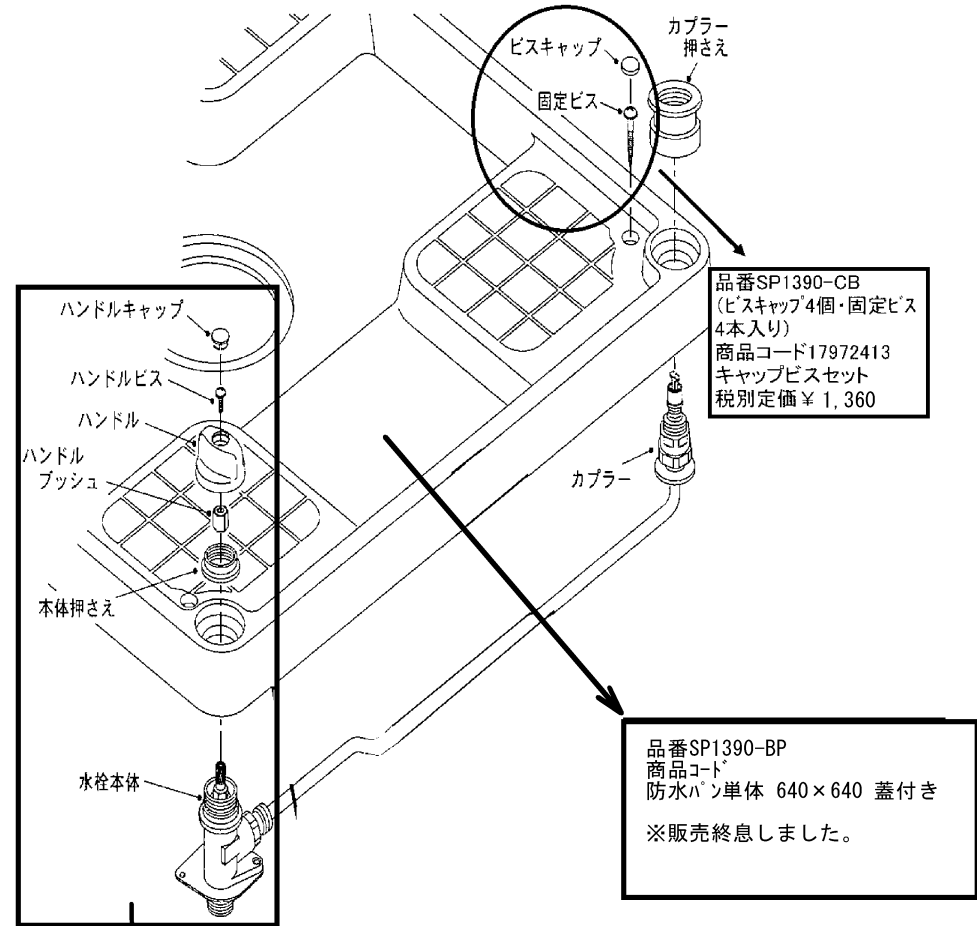 ビスキャップ
固定ビス
カプラー
押さえ
品番SP1390-CB
(ビスキャップ4個・固定ビス
4本入り)
商品コード17972413
キャップビスセット
税別定価￥1,360
ハンドルキャップ
ハンドルビス
ハンドル
ハンドル
ブッシュ
本体押さえ
カプラー
水栓本体
品番SP1390-BP
商品コード
防水パン単体 640×640 蓋付き
※販売終息しました。